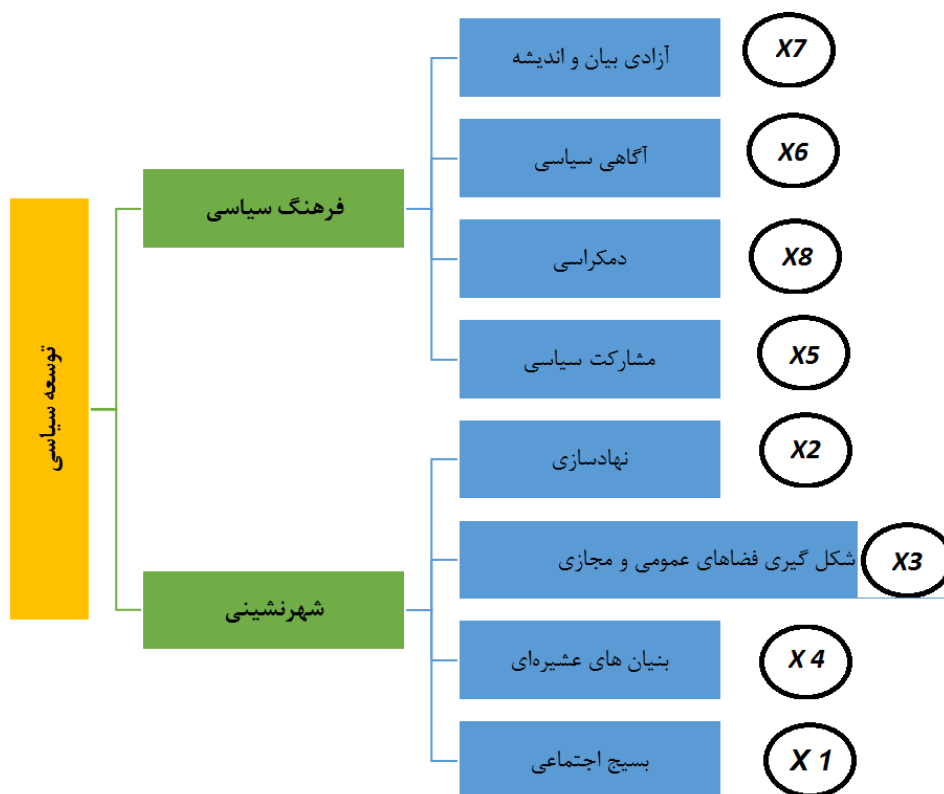 توسعه سیاسی
فرهنگ سیاسی
آزادی بیان و اندیشه
X7
آگاهی سیاسی
X6
دمکراسی
X8
مشارکت سیاسی
X5
شهرنشینی
نهادسازی
X2
شکل گیری فضاهای عمومی و مجازی
X3
بنیان های عشیره‌ای
X 4
بسیج اجتماعی
X 1